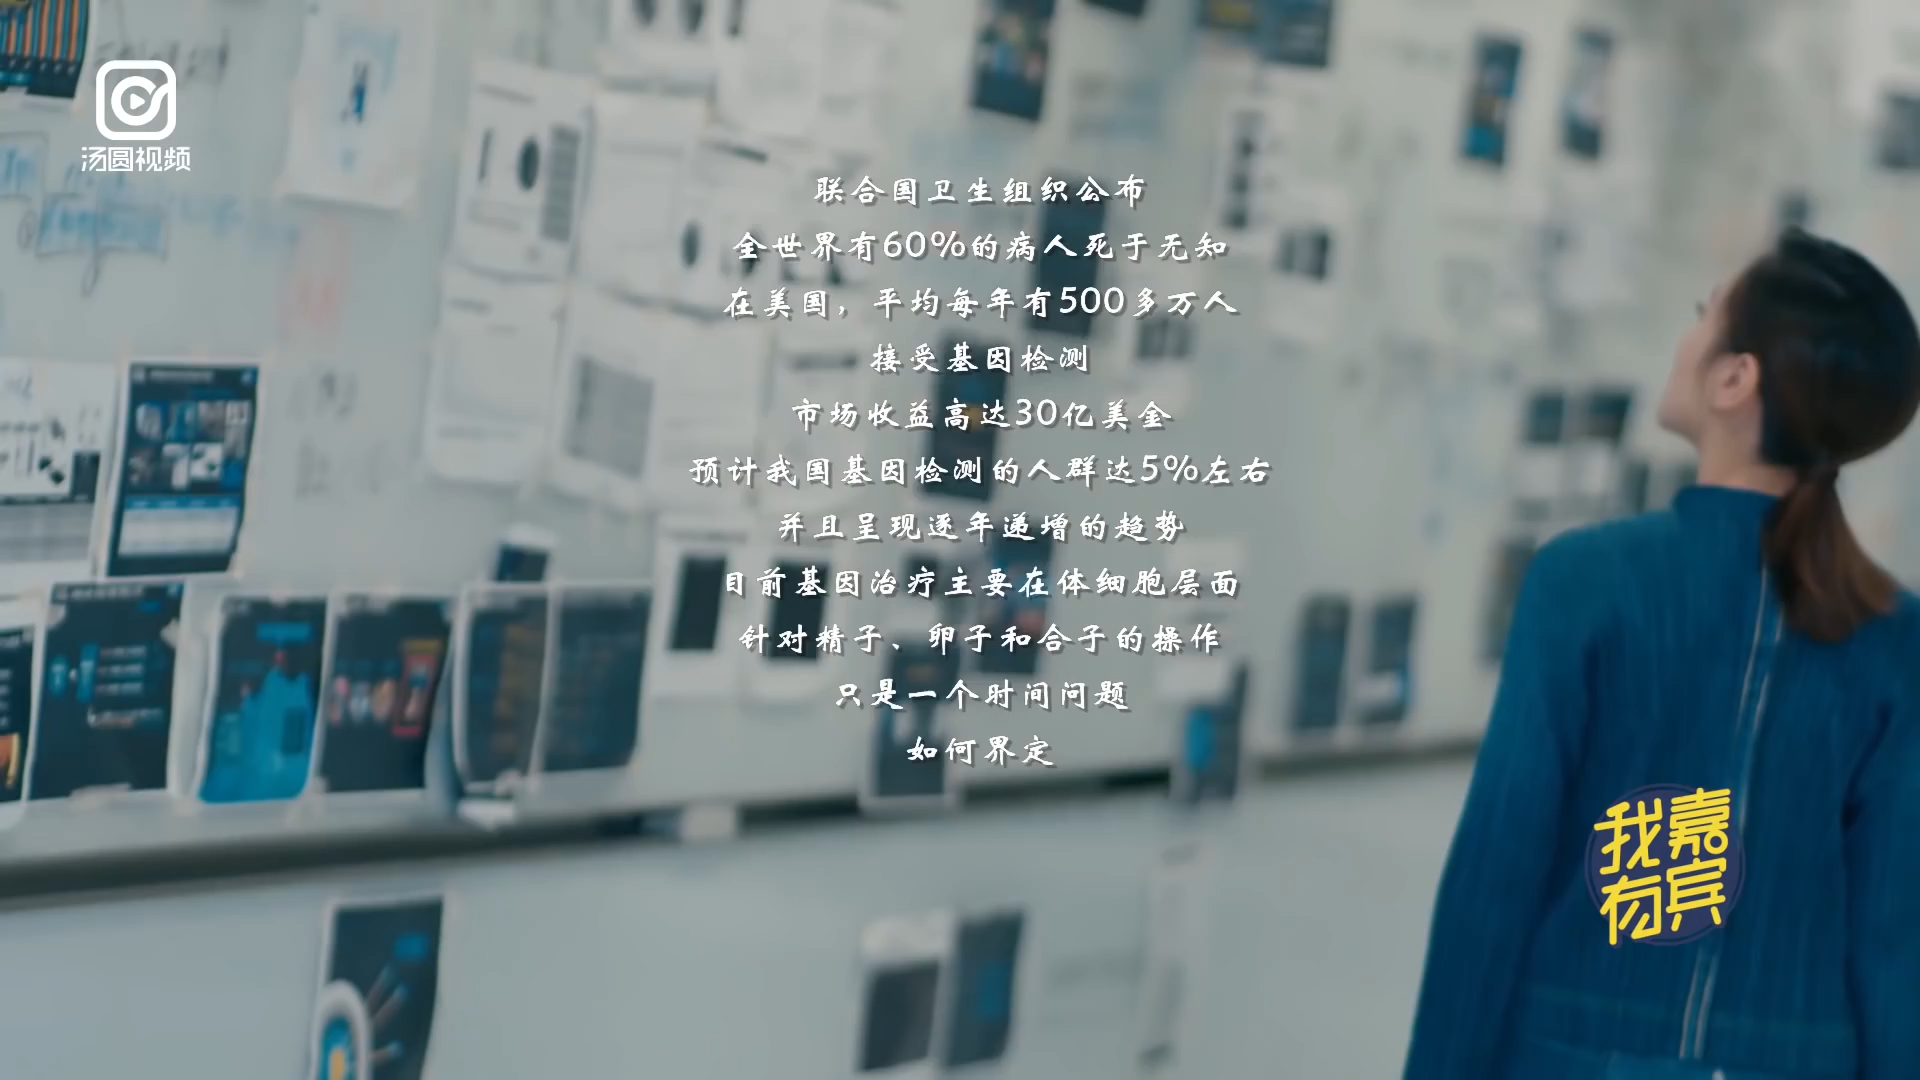 汤圆视频
联合国卫生组织公布
全世界有60%的病人死于无知
在美国，平均每年有500多万人
接受基因检测
市场收益高达30亿美金
预计我国基因检测的人群达5%左右
并且呈现逐年递增的趋势
目前基因治疗主要在体细胞层面
针对精子、卵子和合子的操作
只是一个时间问题
如何界定
我有嘉宾